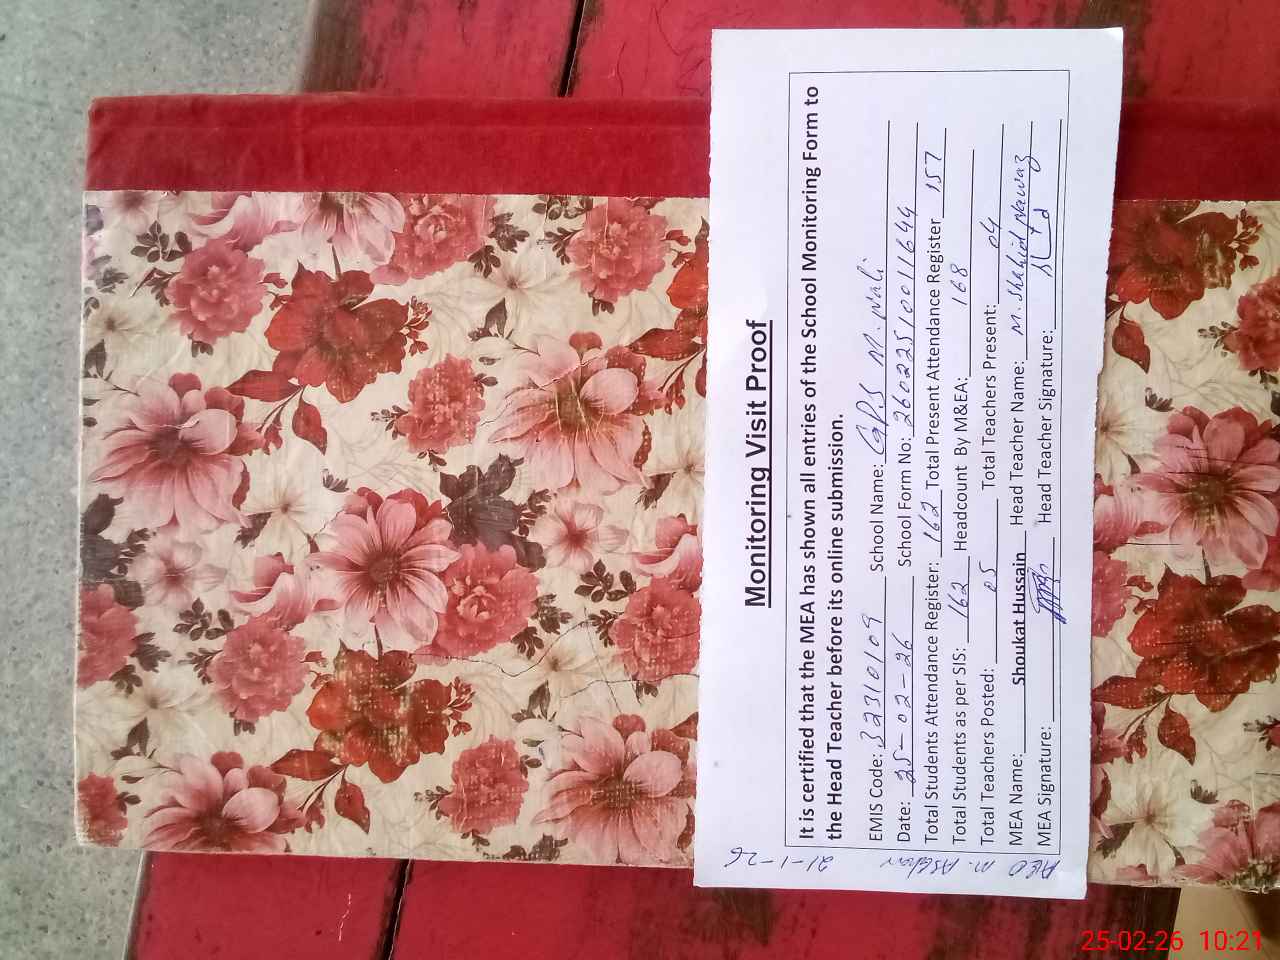 Monitoring Visit Proof
It is certified that the MEA has shown all entries of the School Monitoring Form to
the Head Teacher before its online submission.
EMIS Code: 32310109 School Name: GPS M. Wali
Date: 25-02-26 School Form No: 26022510011644
Total Students Attendance Register: 162 Total Present Attendance Register 157
Total Students as per SIS: 162 Headcount By M&EA: 168
Total Teachers Posted: 05 Total Teachers Present: 04
MEA Name: Shoukat Hussain Head Teacher Name: M. Shahid Nawaz
MEA Signature: Head Teacher Signature:
AEO M. Asghar 21-1-26
25-02-26 10:21